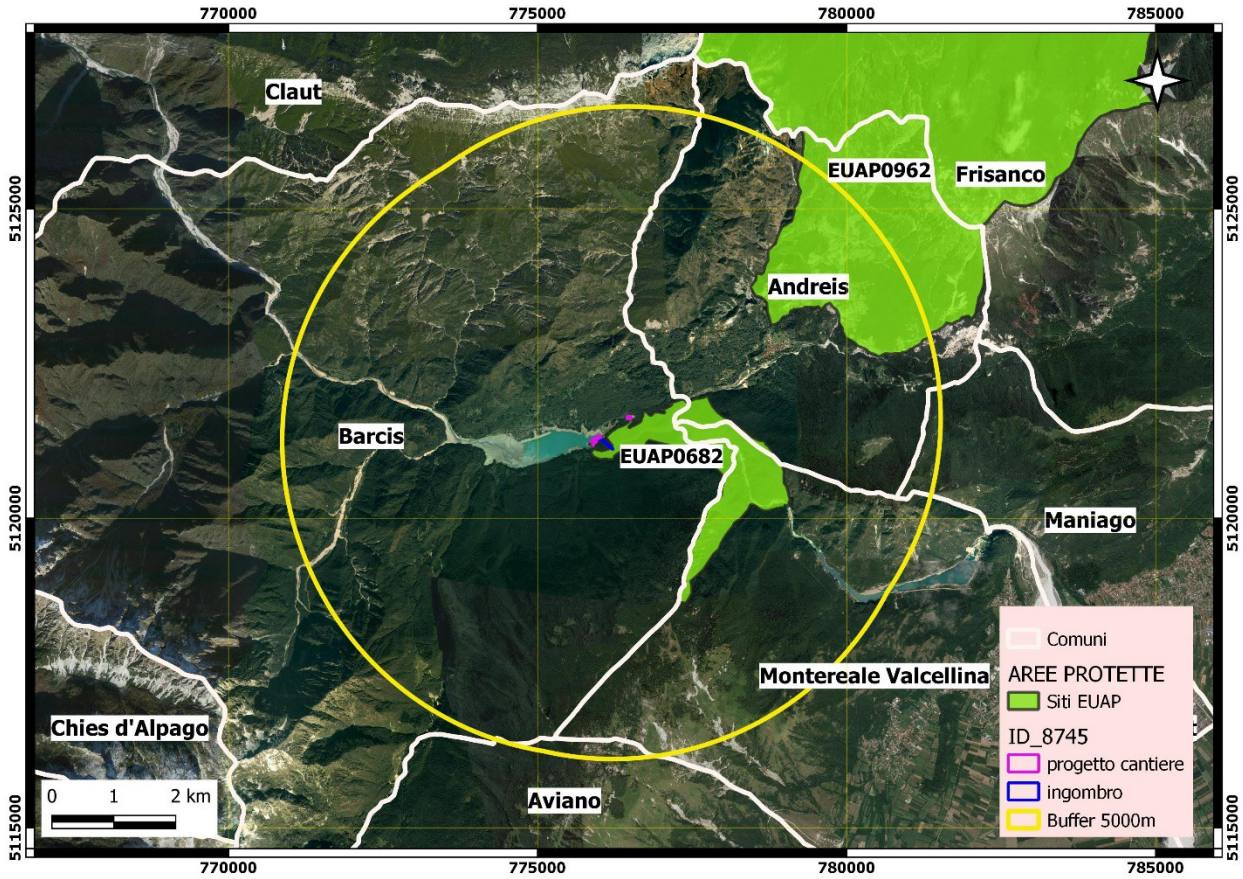 770000 775000 780000 785000
Claut
EUAP0962
Frisanco
5125000 5125000
Andreis
Barcis
EUAP0682
5120000 5120000
Maniago
Comuni
Montereale Valcellina
AREE PROTETTE
Siti EUAP
Chies d'Alpago
ID_8745
progetto cantiere
0 1 2 km
ingombro
Aviano
Buffer 5000m
5115000 5115000
770000 775000 780000 785000